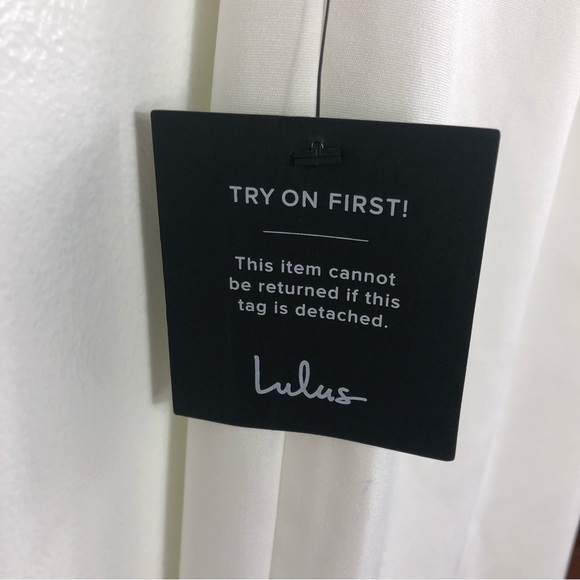 TRY ON FIRST!
This item cannot
be returned if this
tag is detached.
Lulus